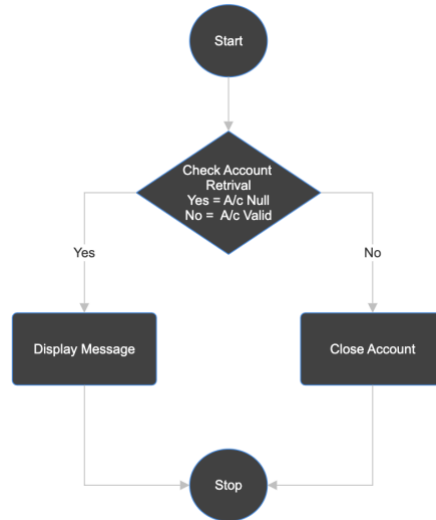 Start
Check Account
Retrival
Yes = A/c Null
No =  A/c Valid
Yes
No
Display Message
Close Account
Stop